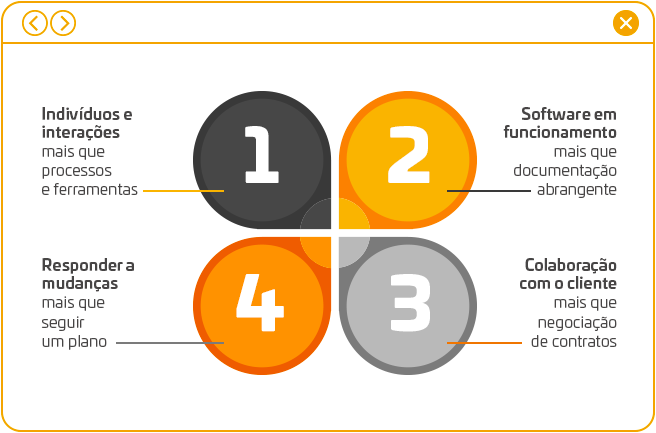 Indivíduos e
interações
mais que
processos
e ferramentas
1
2
Software em
funcionamento
mais que
documentação
abrangente
Responder a
mudanças
mais que
seguir
um plano
4
3
Colaboração
com o cliente
mais que
negociação
de contratos